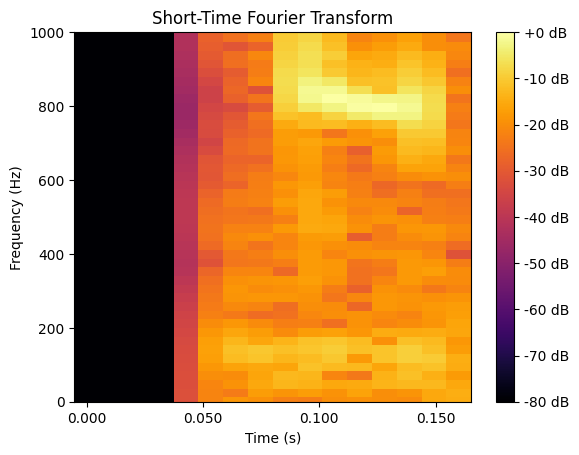 Short-Time Fourier Transform
1000
800
600
400
200
0
Frequency (Hz)
0.000
0.050
0.100
0.150
Time (s)
+0 dB
-10 dB
-20 dB
-30 dB
-40 dB
-50 dB
-60 dB
-70 dB
-80 dB